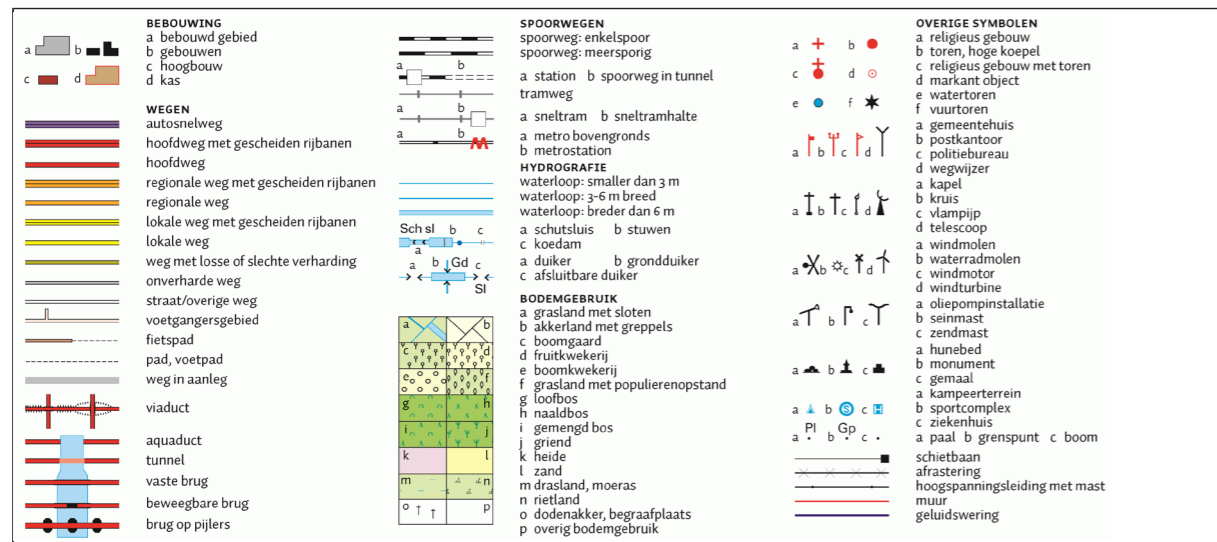 BEBOUWING
a bebouwd gebied
b gebouwen
c hoogbouw
d kas
a b
c d
WEGEN
autosnelweg
hoofdweg met gescheiden rijbanen
hoofdweg
regionale weg met gescheiden rijbanen
regionale weg
lokale weg met gescheiden rijbanen
lokale weg
weg met losse of slechte verharding
onverharde weg
straat/overige weg
voetgangersgebied
fietspad
pad, voetpad
weg in aanleg
viaduct
aquaduct
tunnel
vaste brug
beweegbare brug
brug op pijlers
SPOORWEGEN
spoorweg: enkelspoor
spoorweg: meersporig
a b
a station b spoorweg in tunnel
tramweg
a b
a sneltram b sneltramhalte
a b
a metro bovengronds
b metrostation
HYDROGRAFIE
waterloop: smaller dan 3 m
waterloop: 3-6 m breed
waterloop: breder dan 6 m
Sch sl b c
a
a schutsluis b stuwen
c koedam
a b Gd c
Sl
a duiker b grondduiker
c afsluitbare duiker
BODEMGEBRUIK
a grasland met sloten
b akkerland met greppels
c boomgaard
d fruitkwekerij
e boomkwekerij
f grasland met populierenopstand
g loofbos
h naaldbos
i gemengd bos
j griend
k heide
l zand
m drasland, moeras
n rietland
o dodenakker, begraafplaats
p overig bodemgebruik
a b
c d
e f
g h
i j
k l
m n
o p
OVERIGE SYMBOLEN
a religieus gebouw
b toren, hoge koepel
c religieus gebouw met toren
d markant object
e watertoren
f vuurtoren
a b
c d
e f
a gemeentehuis
b postkantoor
c politiebureau
d wegwijzer
a b c d
a kapel
b kruis
c vlampijp
d telescoop
a b c d
a windmolen
b waterradmolen
c windmotor
d windturbine
a b c d
a oliepompinstallatie
b seinmast
c zendmast
a b c
a hunebed
b monument
c gemaal
a b c
a kampeerterrein
b sportcomplex
c ziekenhuis
a b S c H
Pl Gp
a b c
a paal b grenspunt c boom
schietbaan
afrastering
hoogspanningsleiding met mast
muur
geluidswering